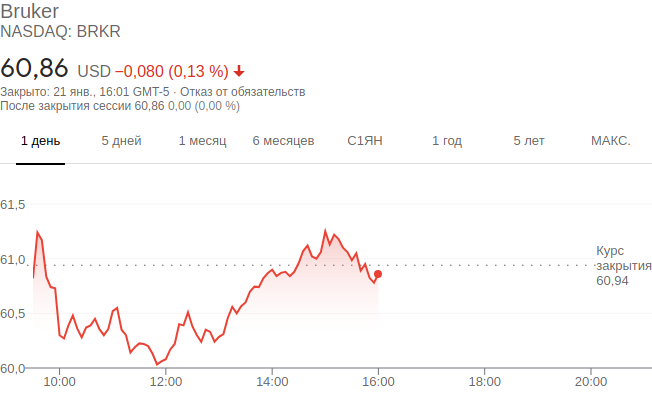 Bruker
NASDAQ: BRKR
60,86 USD −0,080 (0,13 %)
Закрыто: 21 янв., 16:01 GMT-5 · Отказ от обязательств
После закрытия сессии 60,86 0,00 (0,00 %)
1 день 5 дней 1 месяц 6 месяцев С1ЯН 1 год 5 лет МАКС.
61,5
61,0
60,5
60,0
Курс
закрытия
60,94
10:00 12:00 14:00 16:00 18:00 20:00